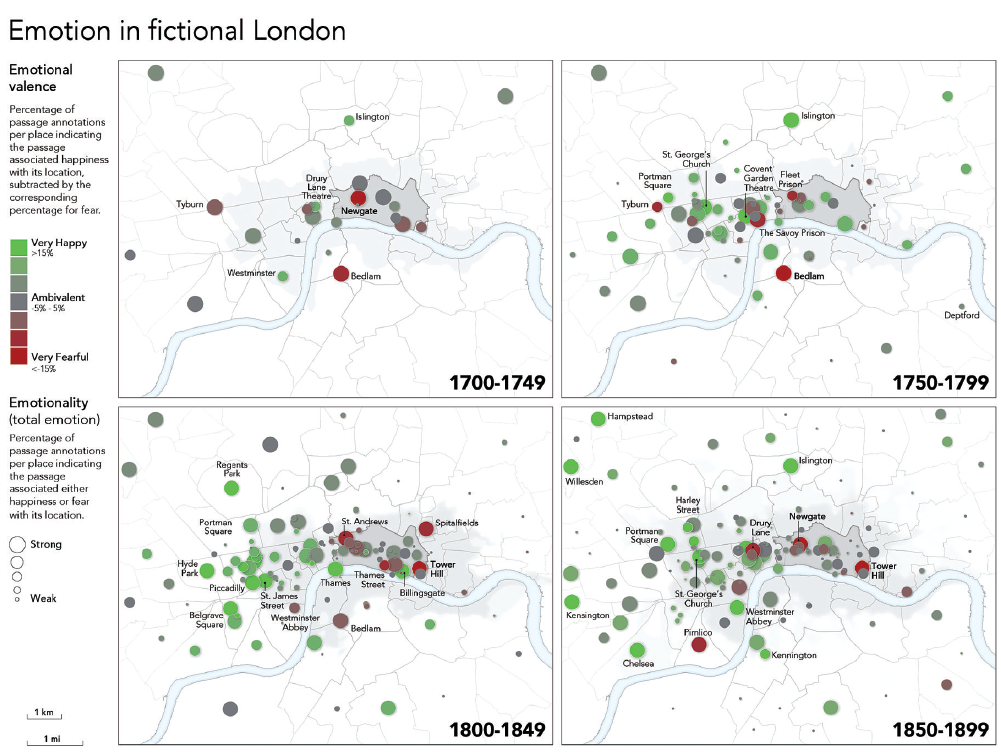 Emotion in fictional London
Emotional
valence
Percentage of
passage annotations
per place indicating
the passage
associated happiness
with its location,
subtracted by the
corresponding
percentage for fear.
Very Happy
>15%
Ambivalent
-5% - 5%
Very Fearful
<-15%
Emotionality
(total emotion)
Percentage of
passage annotations
per place indicating
the passage
associated either
happiness or fear
with its location.
Strong
Weak
1 km
1 mi
Islington
Drury
Lane
Theatre
Tyburn
Newgate
Westminster
Bedlam
1700-1749
Islington
St. George's
Church
Portman
Square
Covent
Garden
Theatre
Fleet
Prison
Tyburn
The Savoy Prison
Bedlam
Deptford
1750-1799
Regents
Park
Portman
Square
St. Andrews
Spitalfields
Hyde
Park
Piccadilly
St. James
Street
Thames
Thames
Street
Tower
Hill
Billingsgate
Belgrave
Square
Westminster
Abbey
Bedlam
1800-1849
Hampstead
Willesden
Islington
Harley
Street
Portman
Square
Drury
Lane
Newgate
Tower
Hill
St. George's
Church
Kensington
Westminster
Abbey
Pimlico
Chelsea
Kennington
1850-1899